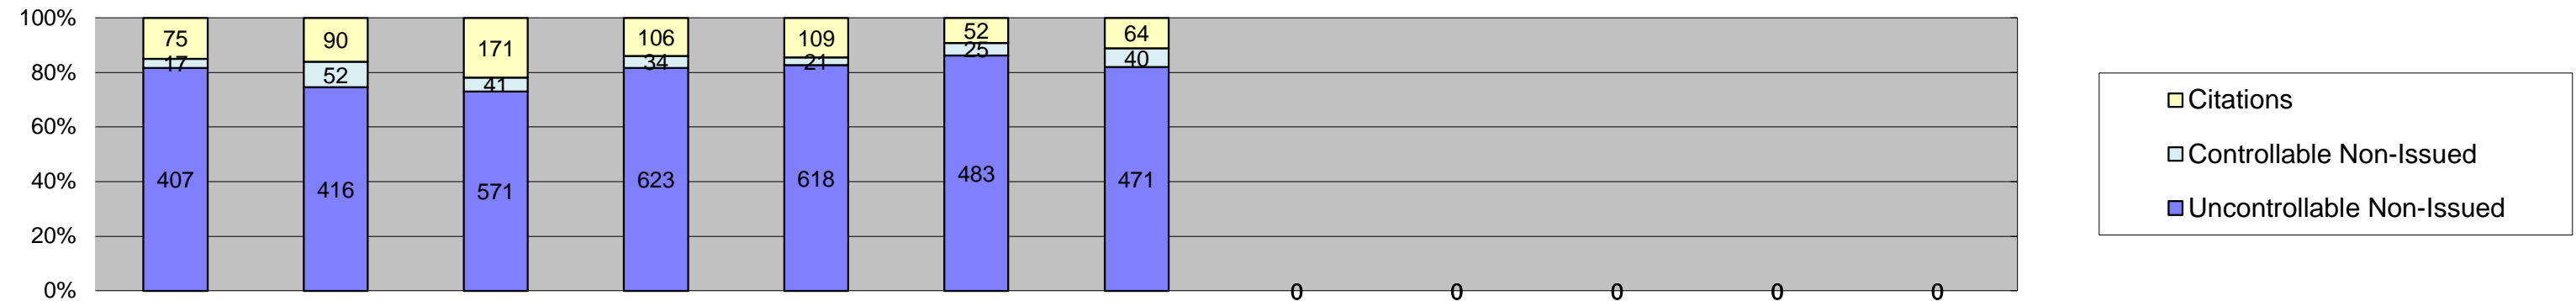 100%
80%
60%
40%
20%
0%
75 90 171 106 109 52 64
17 52 41 34 21 25 40
407 416 571 623 618 483 471
0 0 0 0 0
Citations
Controllable Non-Issued
Uncontrollable Non-Issued